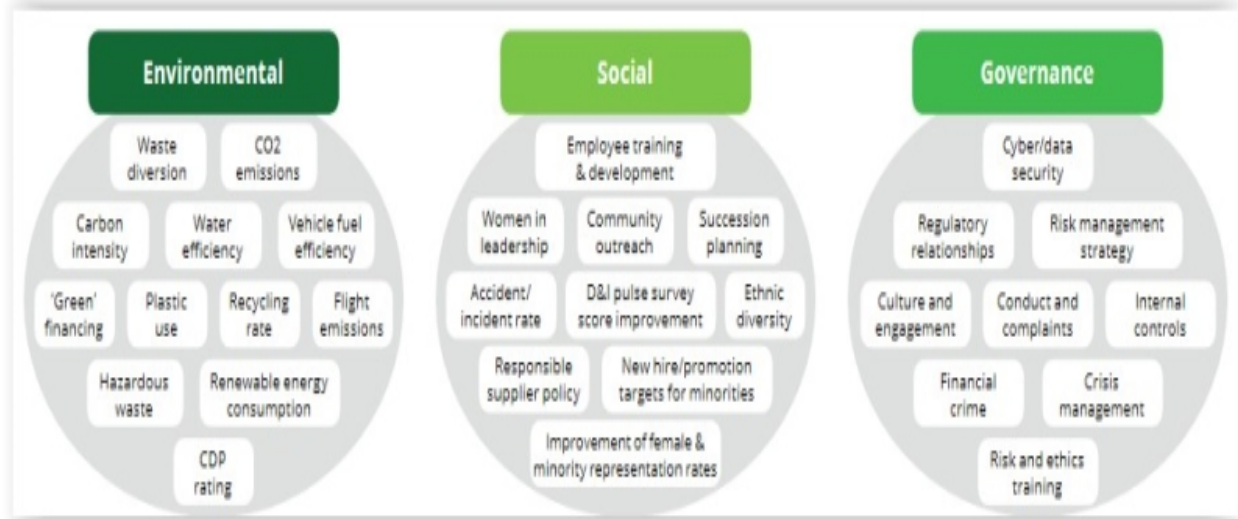 Environmental
Waste
diversion
CO2
emissions
Carbon
intensity
Water
efficiency
Vehicle fuel
efficiency
'Green'
financing
Plastic
use
Recycling
rate
Flight
emissions
Hazardous
waste
Renewable energy
consumption
CDP
rating
Social
Employee training
& development
Women in
leadership
Community
outreach
Succession
planning
Accident/
incident rate
D&I pulse survey
score improvement
Ethnic
diversity
Responsible
supplier policy
New hire/promotion
targets for minorities
Improvement of female &
minority representation rates
Governance
Cyber/data
security
Regulatory
relationships
Risk management
strategy
Culture and
engagement
Conduct and
complaints
Internal
controls
Financial
crime
Crisis
management
Risk and ethics
training